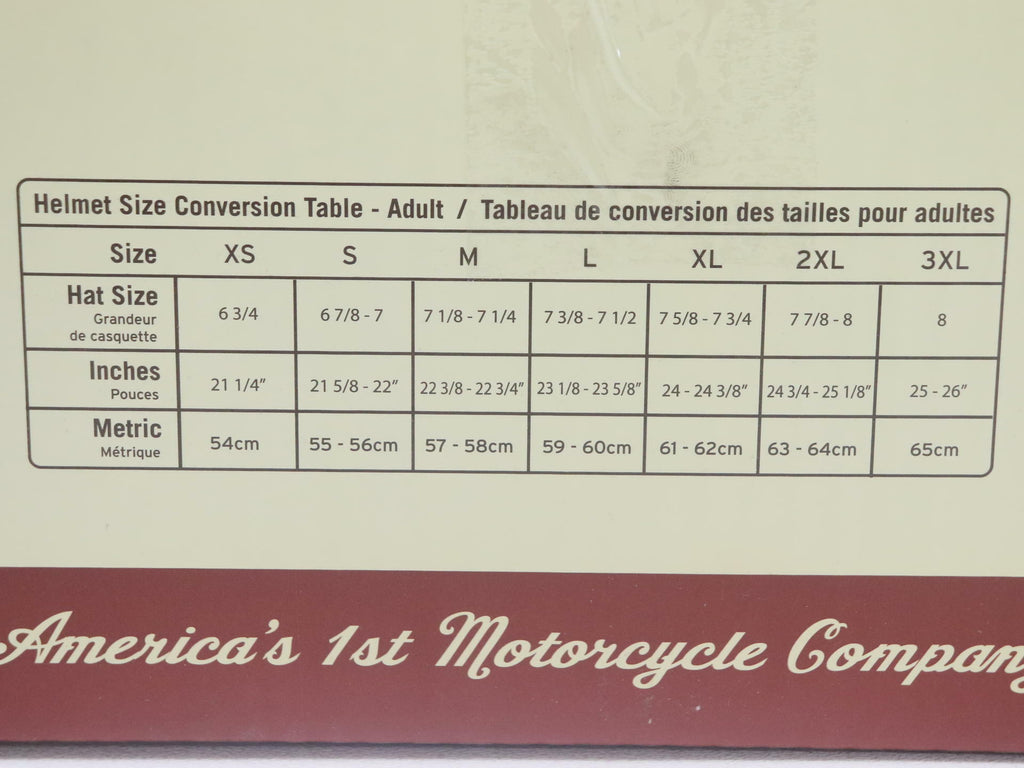 Helmet Size Conversion Table - Adult / Tableau de conversion des tailles pour adultes
Size XS S M L XL 2XL 3XL
Hat Size
Grandeur
de casquette
6 3/4 6 7/8 - 7 7 1/8 - 7 1/4 7 3/8 - 7 1/2 7 5/8 - 7 3/4 7 7/8 - 8 8
Inches
Pouces
21 1/4" 21 5/8 - 22" 22 3/8 - 22 3/4" 23 1/8 - 23 5/8" 24 - 24 3/8" 24 3/4 - 25 1/8" 25 - 26"
Metric
Métrique
54cm 55 - 56cm 57 - 58cm 59 - 60cm 61 - 62cm 63 - 64cm 65cm
America's 1st Motorcycle Company